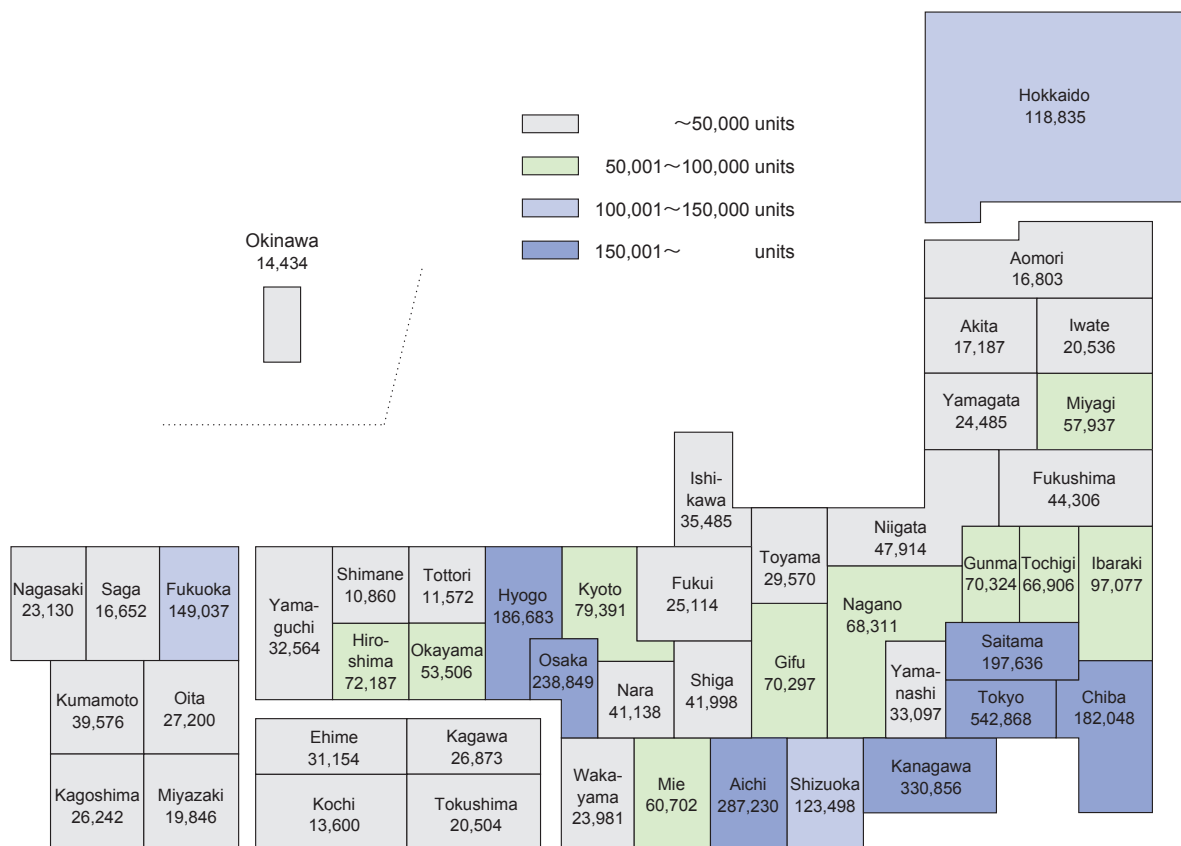 Hokkaido
118,835
～50,000 units
50,001～100,000 units
100,001～150,000 units
150,001～ units
Okinawa
14,434
Aomori
16,803
Akita
17,187
Iwate
20,536
Yamagata
24,485
Miyagi
57,937
Ishi-
kawa
35,485
Fukushima
44,306
Niigata
47,914
Toyama
29,570
Gunma
70,324
Tochigi
66,906
Ibaraki
97,077
Nagasaki
23,130
Saga
16,652
Fukuoka
149,037
Yama-
guchi
32,564
Shimane
10,860
Tottori
11,572
Hyogo
186,683
Kyoto
79,391
Fukui
25,114
Nagano
68,311
Hiro-
shima
72,187
Okayama
53,506
Osaka
238,849
Nara
41,138
Shiga
41,998
Gifu
70,297
Yama-
nashi
33,097
Saitama
197,636
Tokyo
542,868
Chiba
182,048
Kumamoto
39,576
Oita
27,200
Ehime
31,154
Kagawa
26,873
Kagoshima
26,242
Miyazaki
19,846
Kochi
13,600
Tokushima
20,504
Waka-
yama
23,981
Mie
60,702
Aichi
287,230
Shizuoka
123,498
Kanagawa
330,856